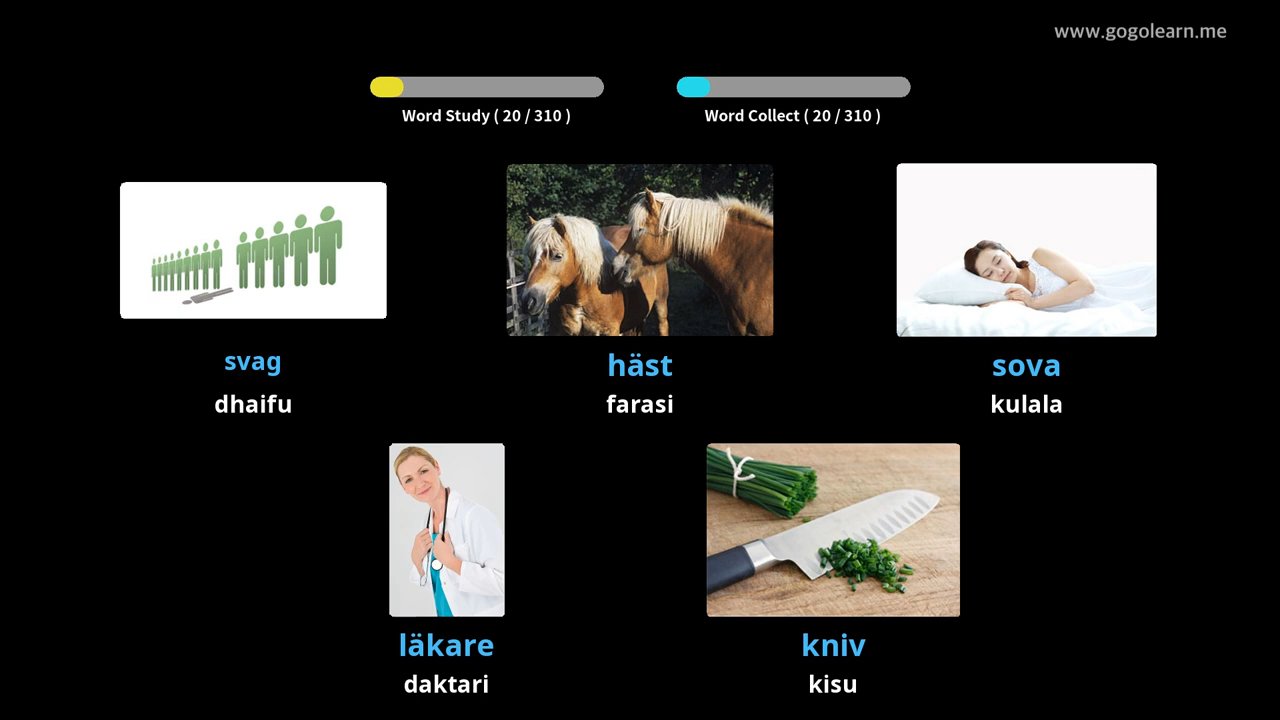 www.gogolearn.me
Word Study ( 20 / 310 )
Word Collect ( 20 / 310 )
svag
dhaifu
häst
farasi
sova
kulala
läkare
daktari
kniv
kisu